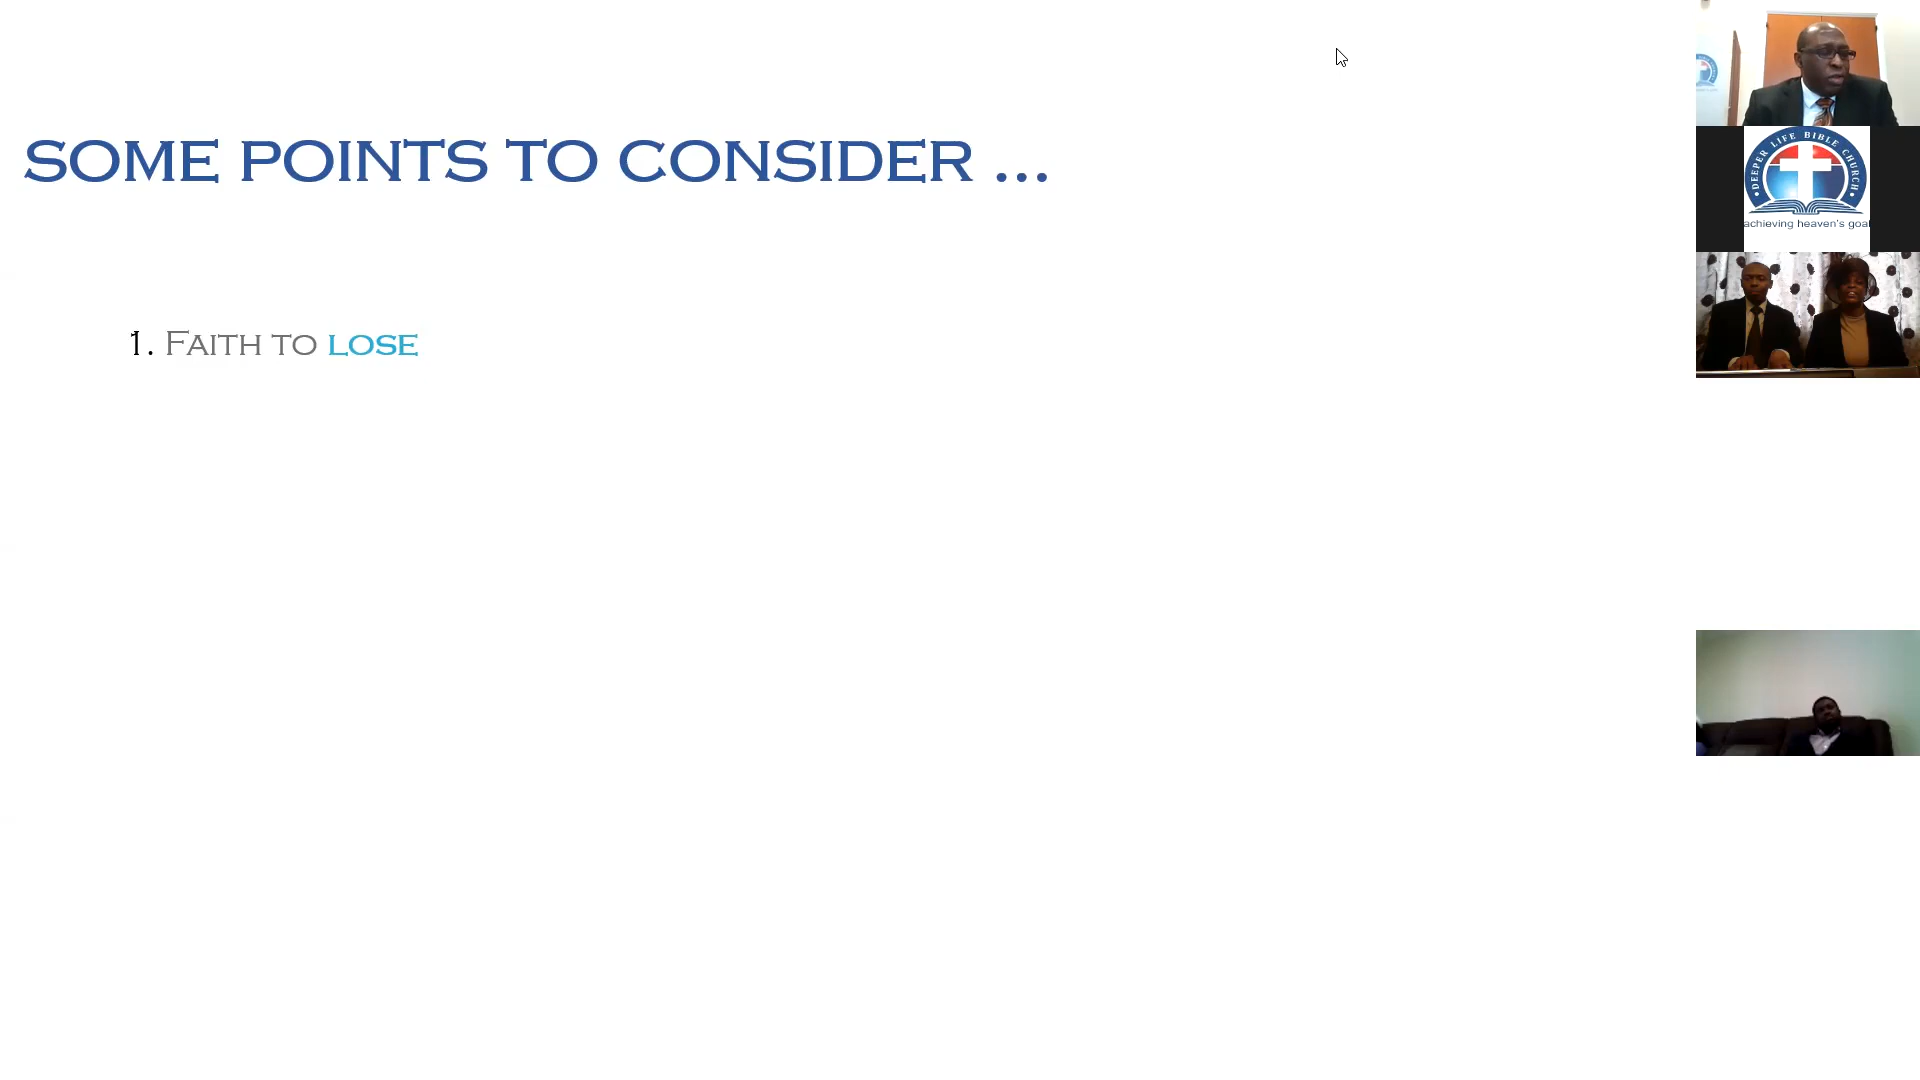 SOME POINTS TO CONSIDER ...
1. FAITH TO LOSE
• DEEPER LIFE BIBLE CHURCH •
achieving heaven's goal